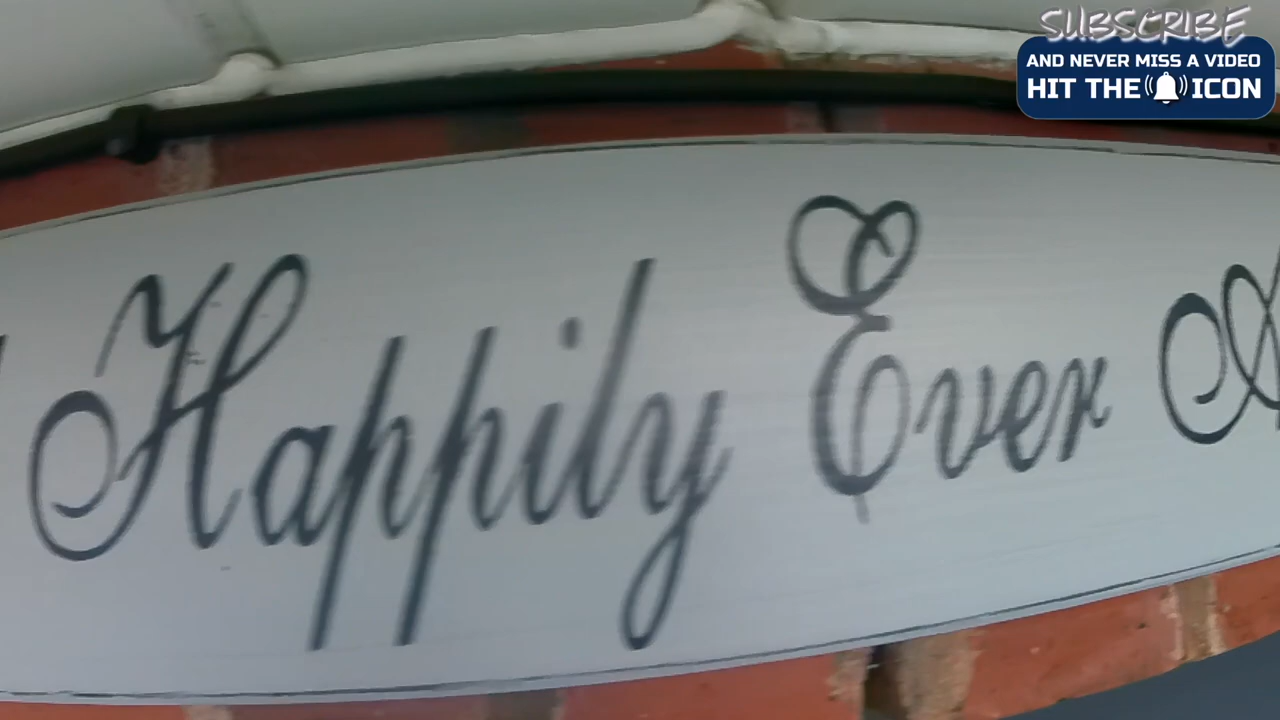 SUBSCRIBE
AND NEVER MISS A VIDEO
HIT THE ICON
Happily Ever A